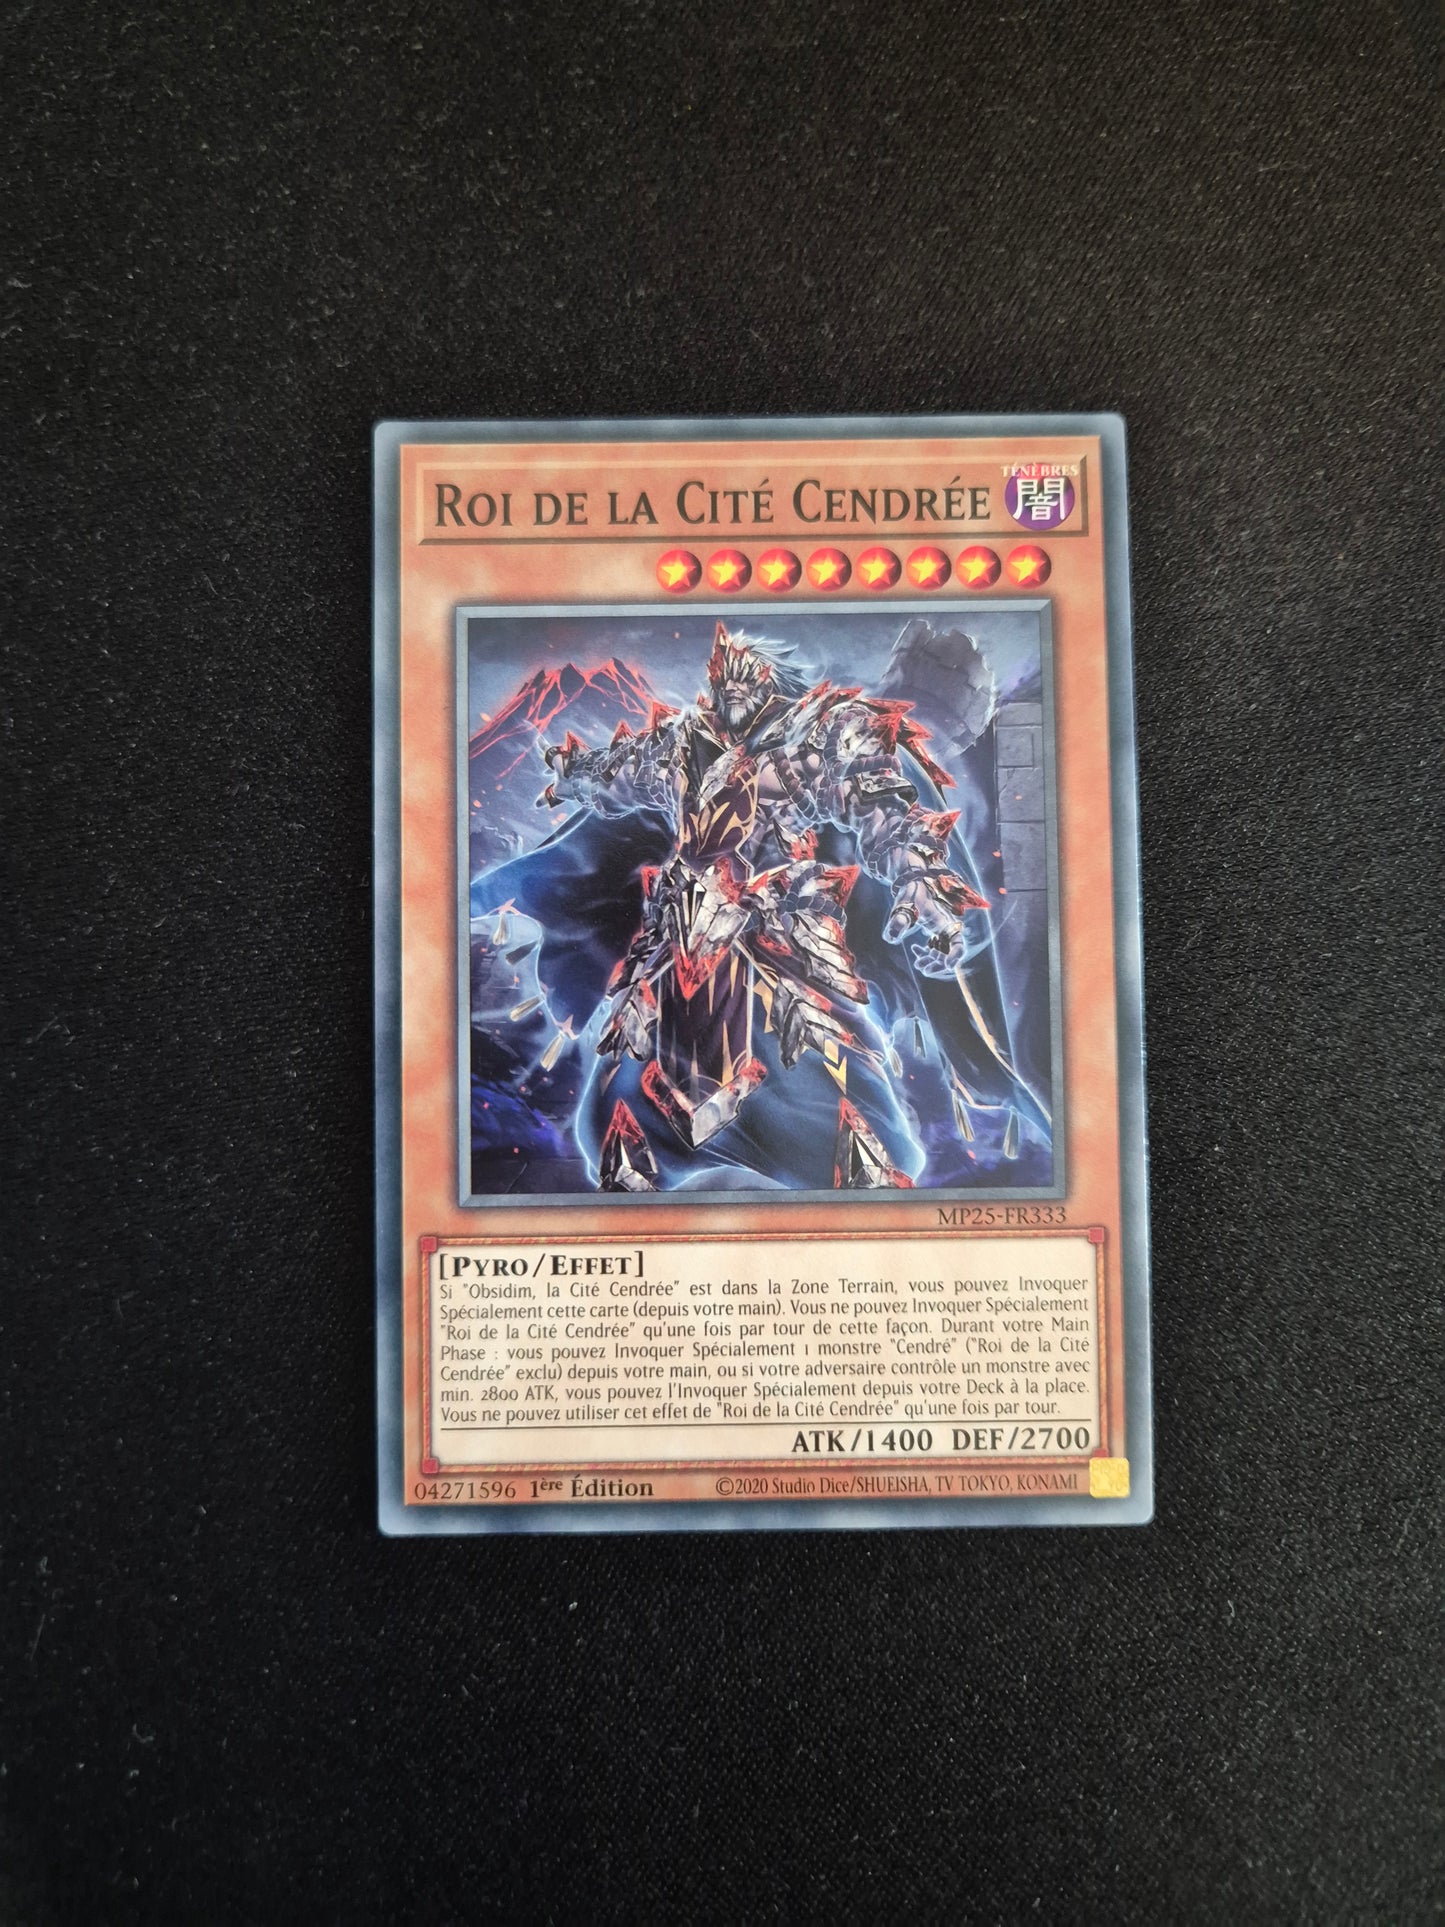 Roi de la Cité Cendrée
TÉNÈBRES
闇
MP25-FR333
[Pyro/Effet]
Si "Obsidim, la Cité Cendrée" est dans la Zone Terrain, vous pouvez Invoquer
Spécialement cette carte (depuis votre main). Vous ne pouvez Invoquer Spécialement
"Roi de la Cité Cendrée" qu'une fois par tour de cette façon. Durant votre Main
Phase : vous pouvez Invoquer Spécialement 1 monstre "Cendré" ("Roi de la Cité
Cendrée" exclu) depuis votre main, ou si votre adversaire contrôle un monstre avec
min. 2800 ATK, vous pouvez l'Invoquer Spécialement depuis votre Deck à la place.
Vous ne pouvez utiliser cet effet de "Roi de la Cité Cendrée" qu'une fois par tour.
ATK/1400 DEF/2700
04271596 1ère Édition ©2020 Studio Dice/SHUEISHA, TV TOKYO, KONAMI